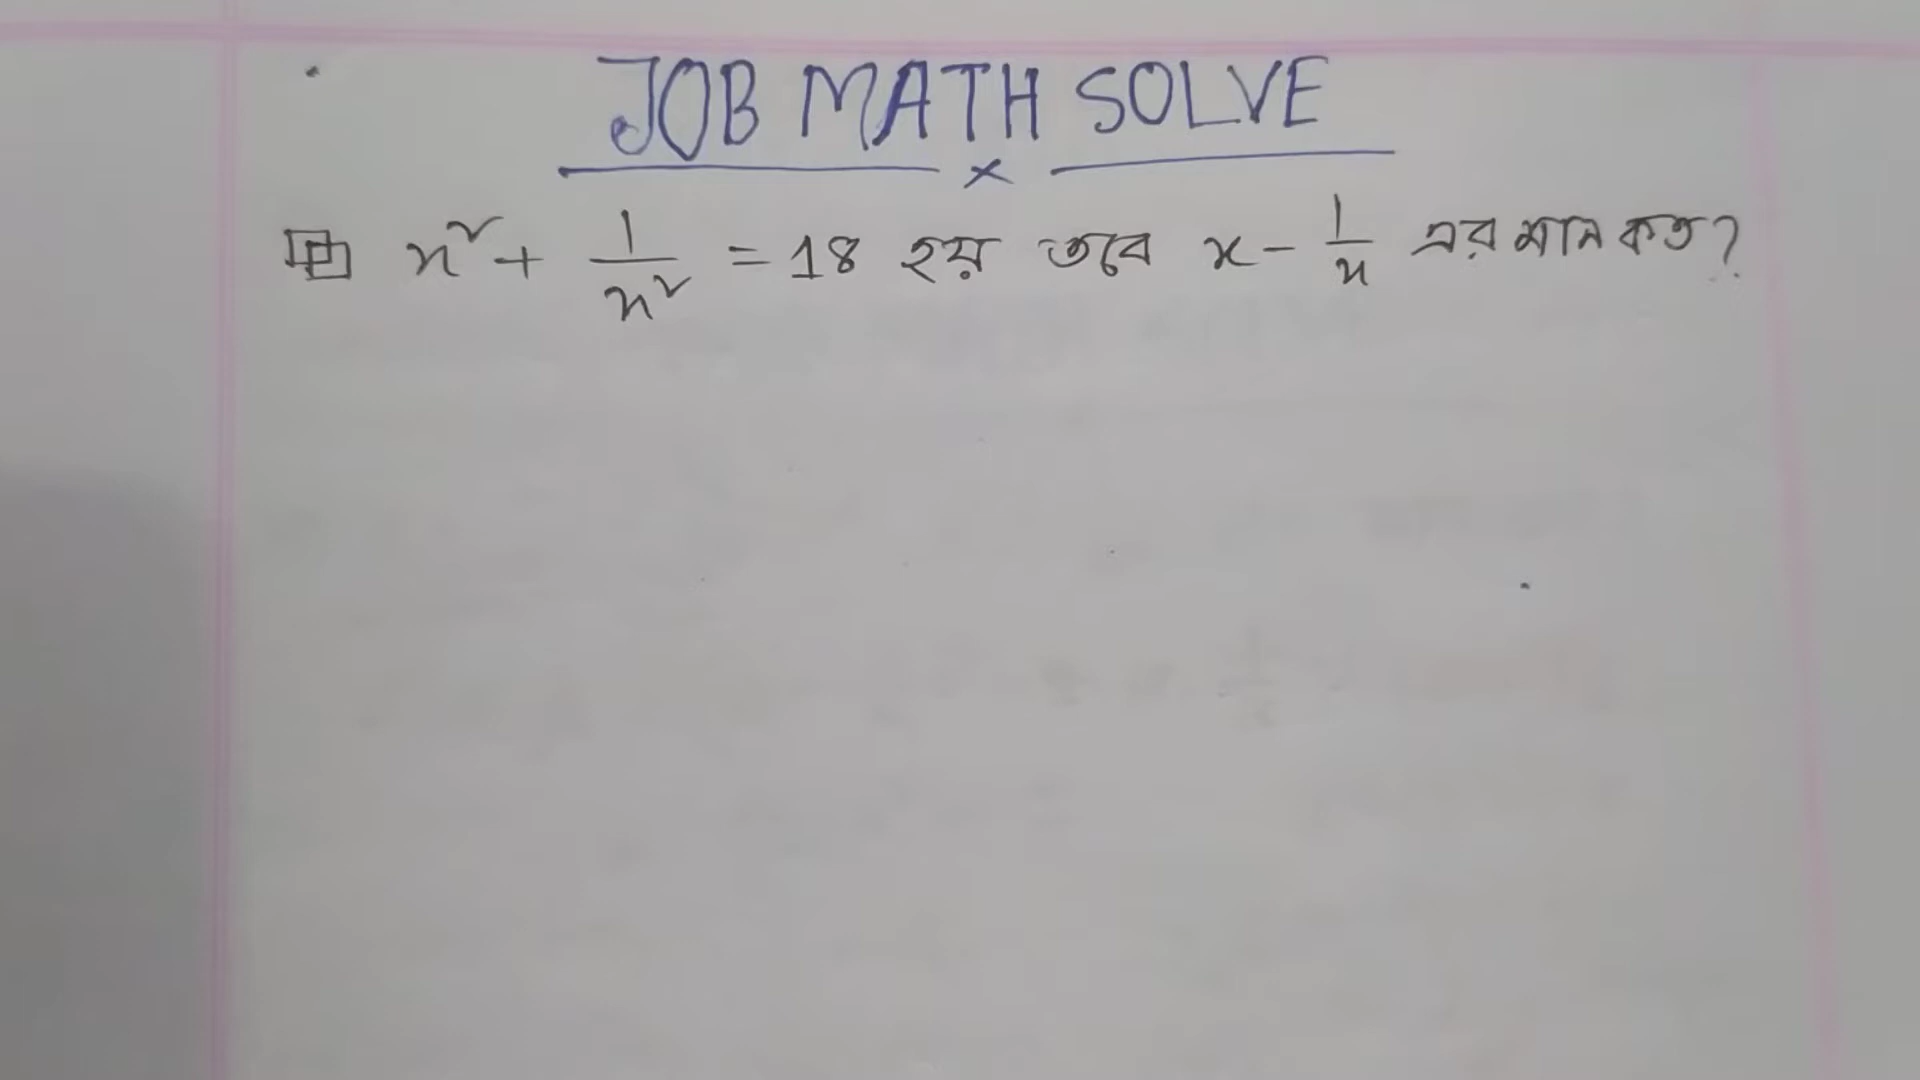 JOB MATH SOLVE
x
x² + 1/x² = 18 হয় তবে x - 1/x এর মান কত?